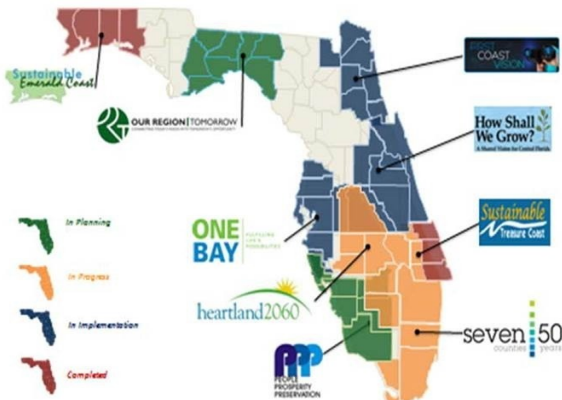 FIRST
COAST
VISION
Sustainable
Emerald Coast
OUR REGION|TOMORROW
How Shall
We Grow?
A Shared Vision for Central Florida
In Planning
ONE
BAY
Sustainable
Treasure Coast
In Progress
heartland2060
In Implementation
seven 50
counties years
PPP
PEOPLE
PROSPERITY
PRESERVATION
Completed